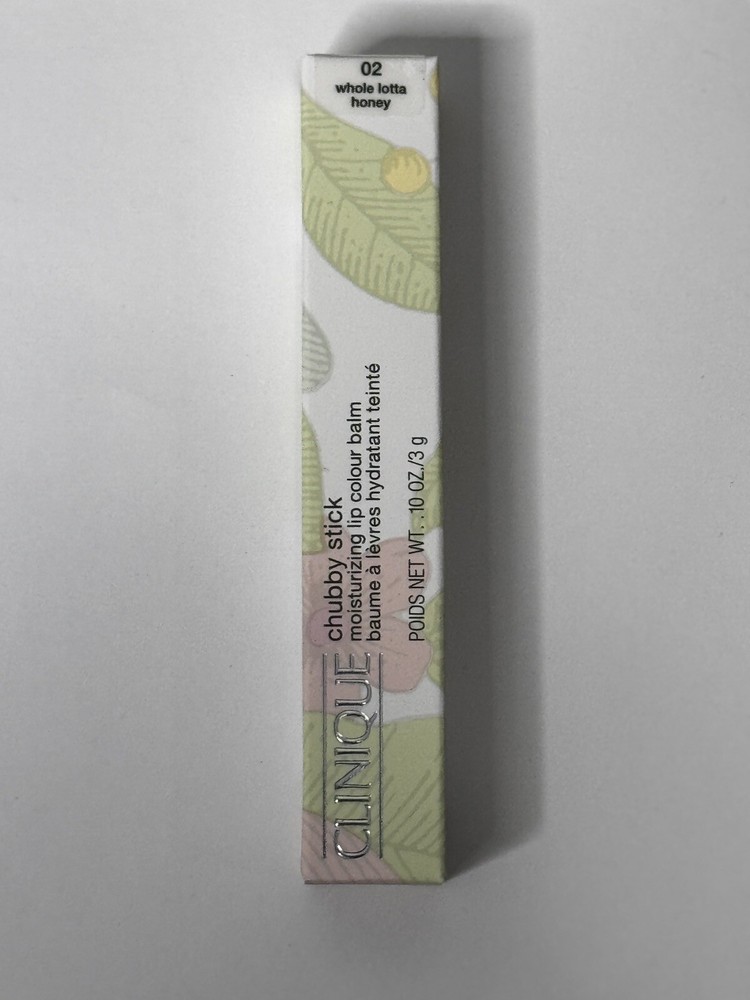 02
whole lotta
honey
CLINIQUE
chubby stick
moisturizing lip colour balm
baume à lèvres hydratant teinté
POIDS NET WT. .10 OZ./3 g